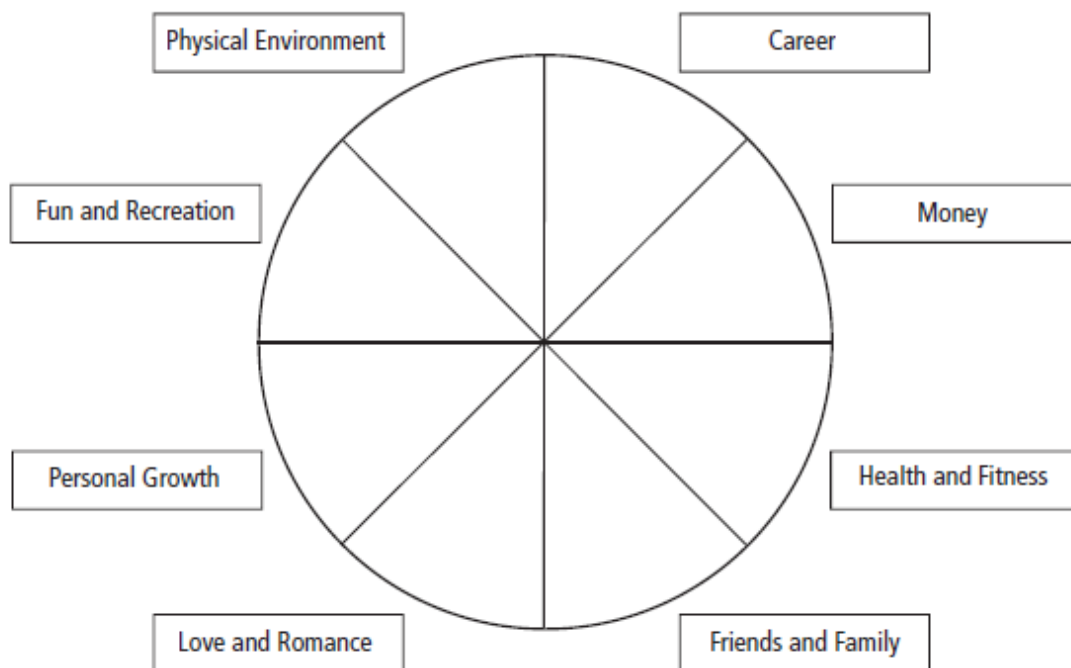 Physical Environment
Career
Fun and Recreation
Money
Personal Growth
Health and Fitness
Love and Romance
Friends and Family